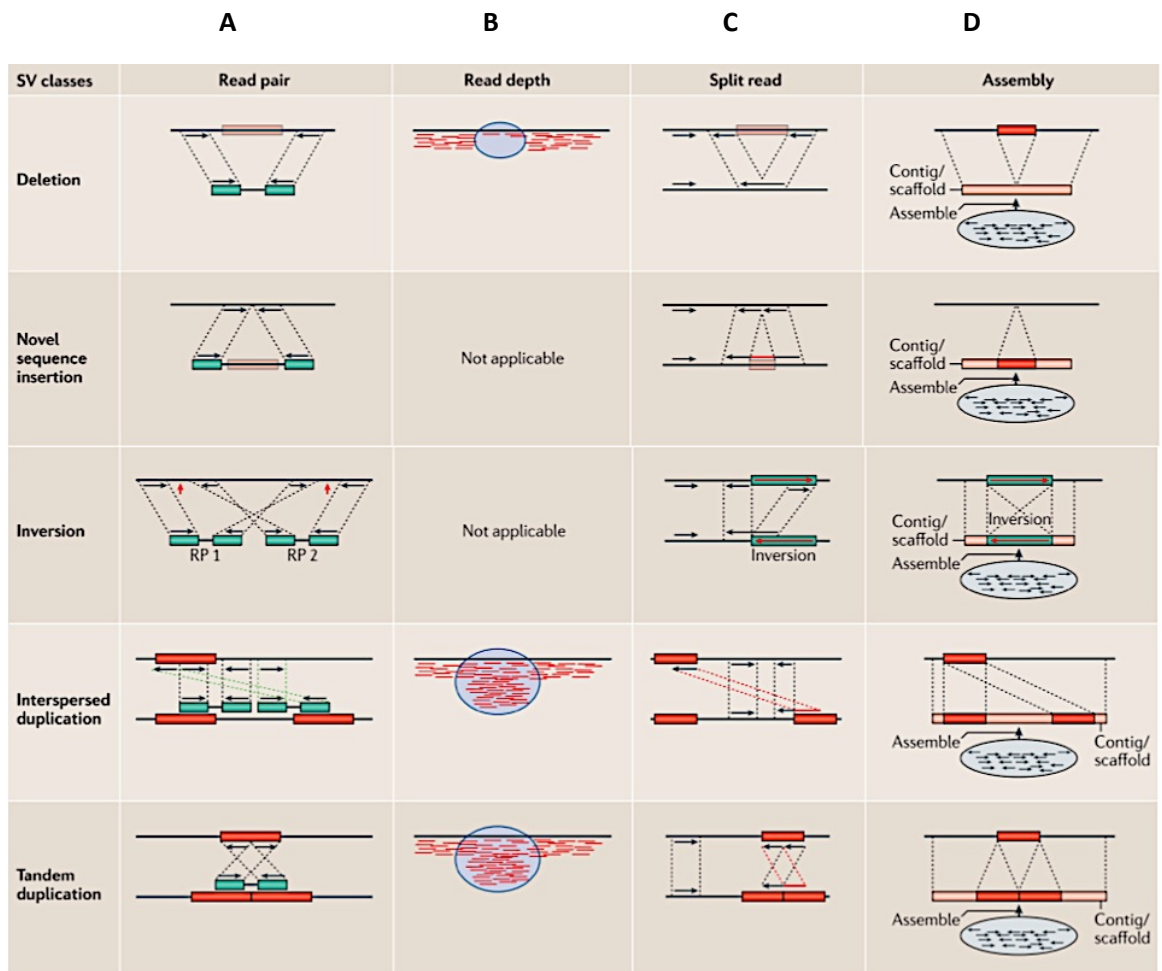 A B C D
SV classes Read pair Read depth Split read Assembly
Deletion
Contig/
scaffold
Assemble
Novel
sequence
insertion
Not applicable
Contig/
scaffold
Assemble
Inversion
RP 1 RP 2
Not applicable
Inversion
Inversion
Contig/
scaffold
Assemble
Interspersed
duplication
Assemble
Contig/
scaffold
Tandem
duplication
Assemble
Contig/
scaffold